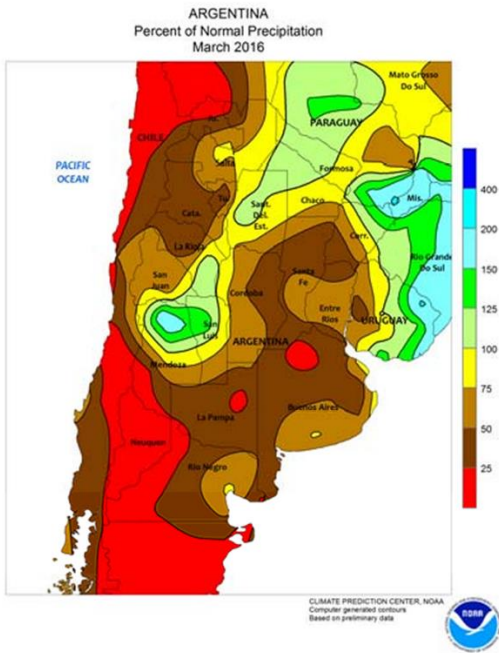 ARGENTINA
Percent of Normal Precipitation
March 2016
Mato Grosso
Do Sul
PARAGUAY
CHILE
Ju.
PACIFIC
OCEAN
Salta
Formosa
Tu.
Sant.
Del.
Est.
Chaco
Mis.
Cata.
Corr.
La Rioja
Rio Grande
Do Sul
San
Juan
Santa
Fe
Cordoba
Entre
Rios
San
Luis
URUGUAY
ARGENTINA
Mendoza
La Pampa
Buenos Aires
Neuquen
Rio Negro
400
200
150
125
100
75
50
25
CLIMATE PREDICTION CENTER, NOAA
Computer generated contours
Based on preliminary data
NOAA